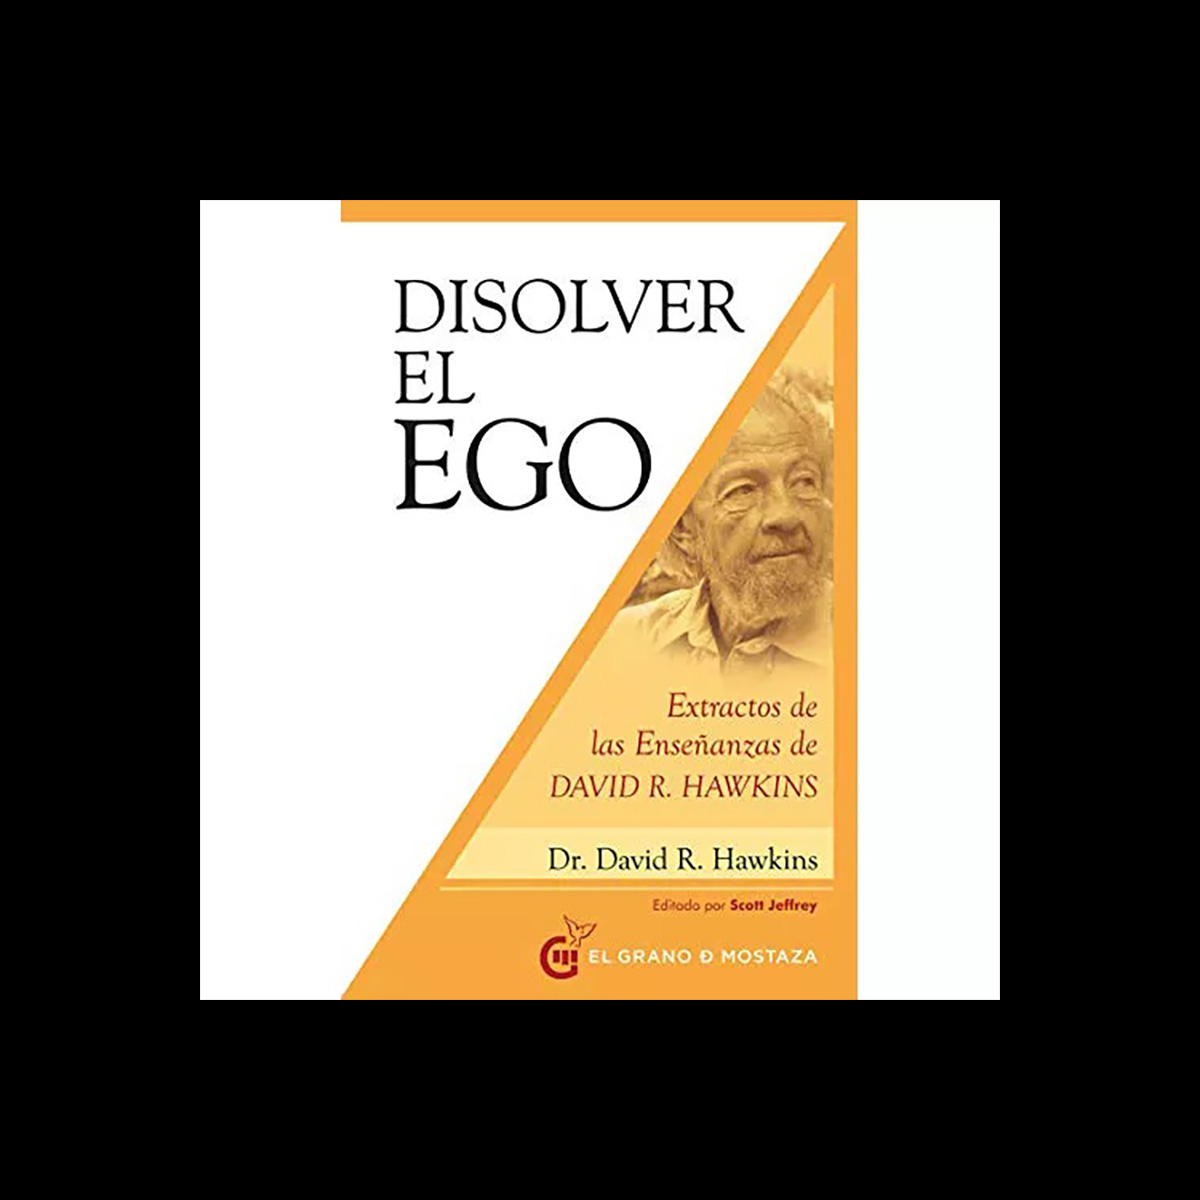 DISOLVER
EL
EGO
Extractos de
las Enseñanzas de
DAVID R. HAWKINS
Dr. David R. Hawkins
Editado por Scott Jeffrey
EL GRANO D MOSTAZA